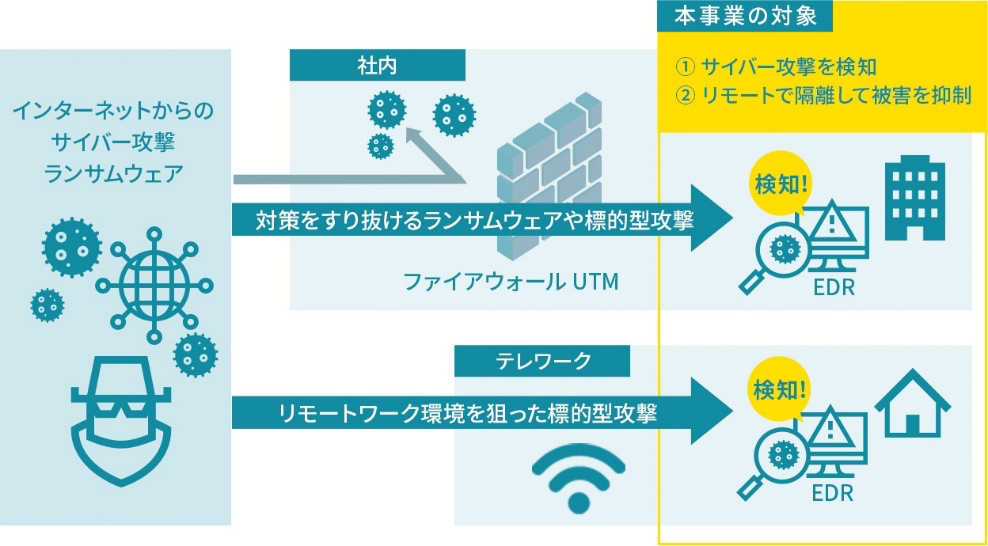 本事業の対象
① サイバー攻撃を検知
② リモートで隔離して被害を抑制
インターネットからの
サイバー攻撃
ランサムウェア
社内
検知!
対策をすり抜けるランサムウェアや標的型攻撃
ファイアウォール UTM
EDR
テレワーク
検知!
リモートワーク環境を狙った標的型攻撃
EDR